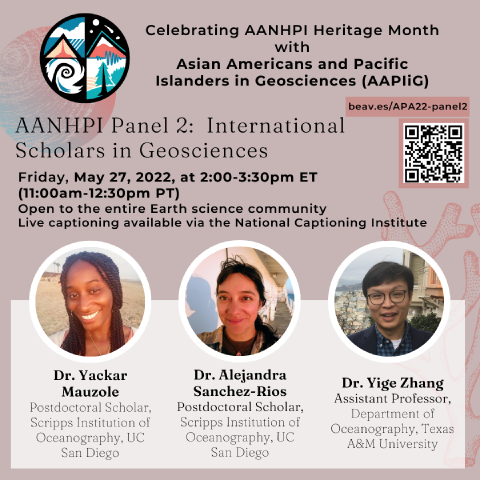 Celebrating AANHPI Heritage Month
with
Asian Americans and Pacific
Islanders in Geosciences (AAPIiG)
beav.es/APA22-panel2
AANHPI Panel 2: International
Scholars in Geosciences
Friday, May 27, 2022, at 2:00-3:30pm ET
(11:00am-12:30pm PT)
Open to the entire Earth science community
Live captioning available via the National Captioning Institute
Dr. Yackar
Mauzole
Postdoctoral Scholar,
Scripps Institution of
Oceanography, UC
San Diego
Dr. Alejandra
Sanchez-Rios
Postdoctoral Scholar,
Scripps Institution of
Oceanography, UC
San Diego
Dr. Yige Zhang
Assistant Professor,
Department of
Oceanography, Texas
A&M University